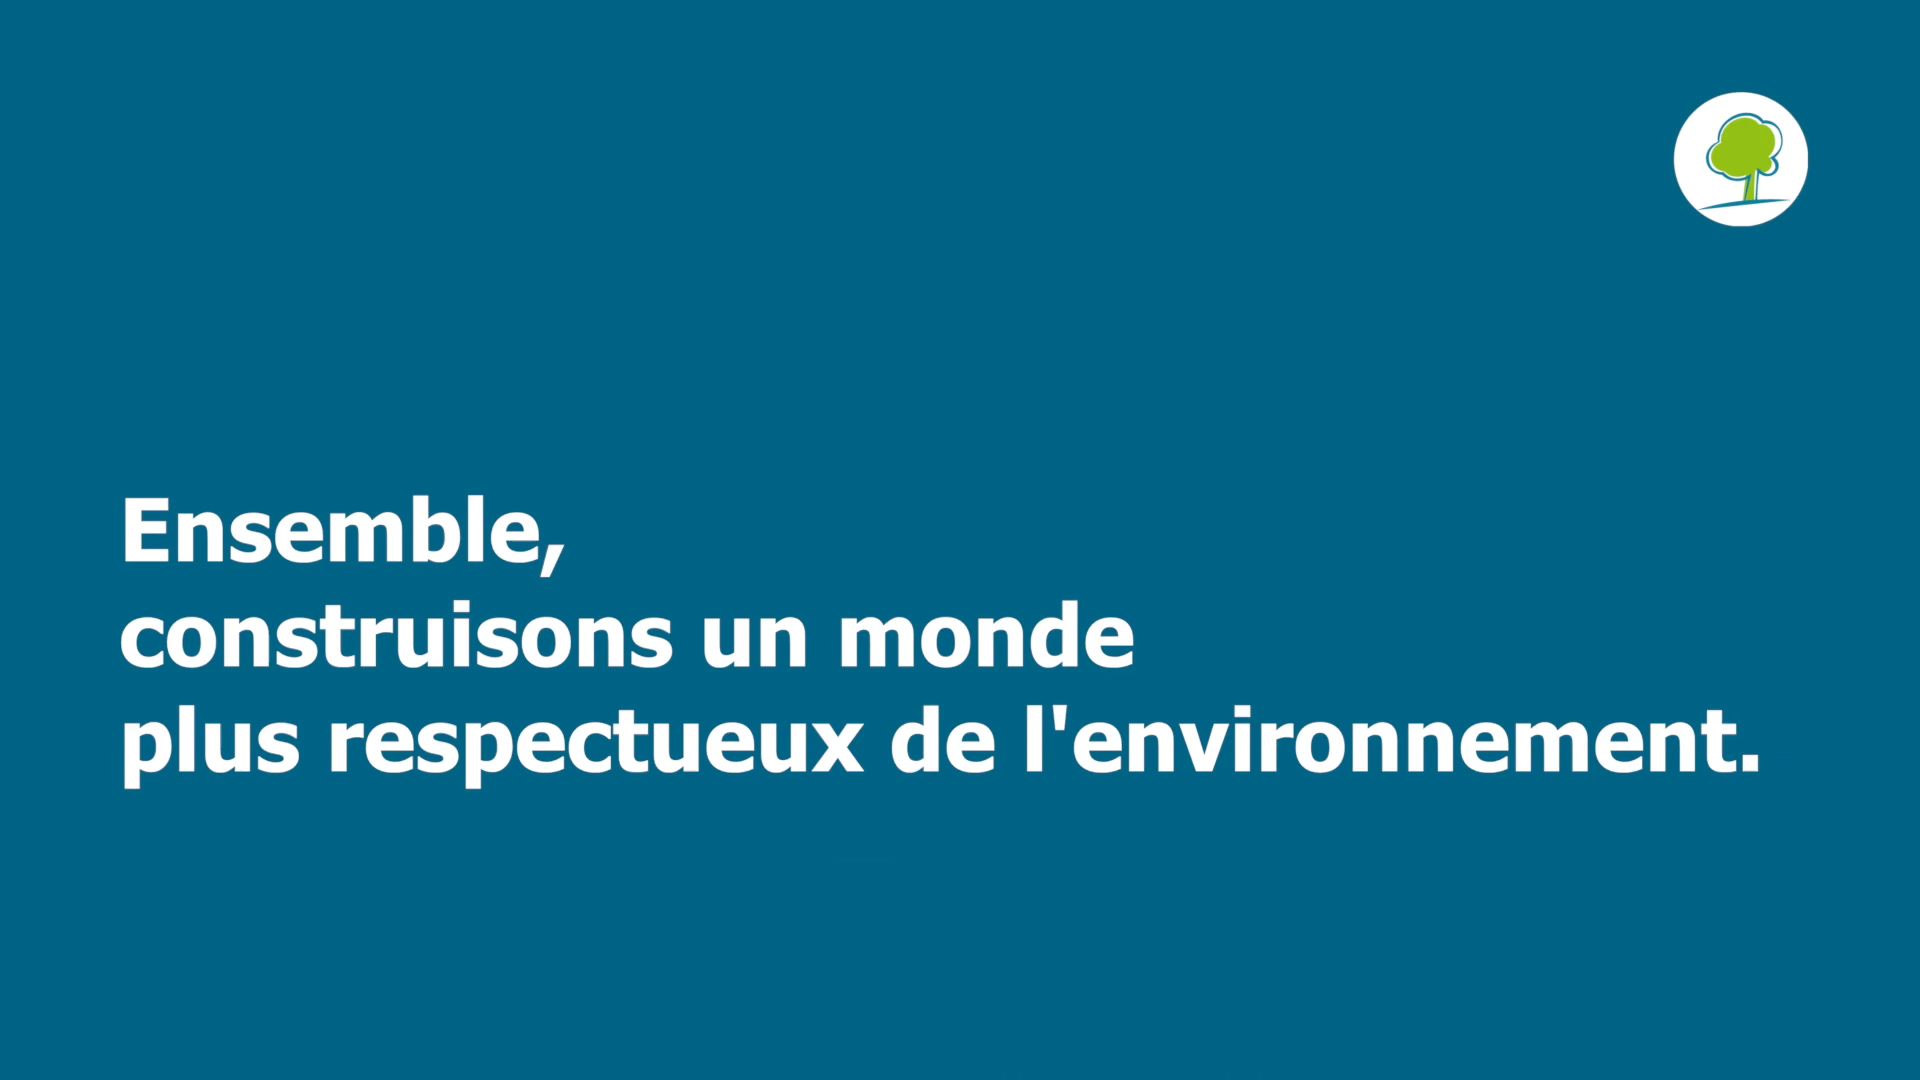 Ensemble,
construisons un monde
plus respectueux de l'environnement.